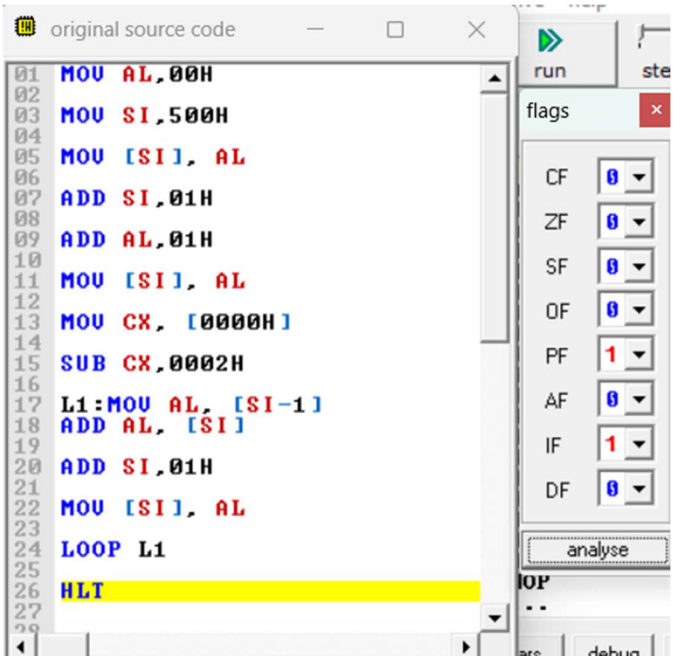 original source code
01 MOV AL,00H
02
03 MOV SI,500H
04
05 MOV [SI], AL
06
07 ADD SI,01H
08
09 ADD AL,01H
10
11 MOV [SI], AL
12
13 MOV CX, [0000H]
14
15 SUB CX,0002H
16
17 L1:MOV AL, [SI-1]
18 ADD AL, [SI]
19
20 ADD SI,01H
21
22 MOV [SI], AL
23
24 LOOP L1
25
26 HLT
27
28
help
run
flags
CF 0
ZF 0
SF 0
OF 0
PF 1
AF 0
IF 1
DF 0
analyse
debug